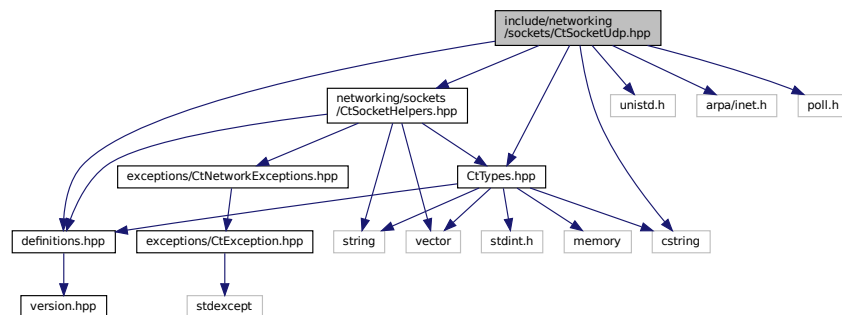 include/networking
/sockets/CtSocketUdp.hpp
networking/sockets
/CtSocketHelpers.hpp
unistd.h
arpa/inet.h
poll.h
exceptions/CtNetworkExceptions.hpp
CtTypes.hpp
definitions.hpp
exceptions/CtException.hpp
string
vector
stdint.h
memory
cstring
version.hpp
stdexcept